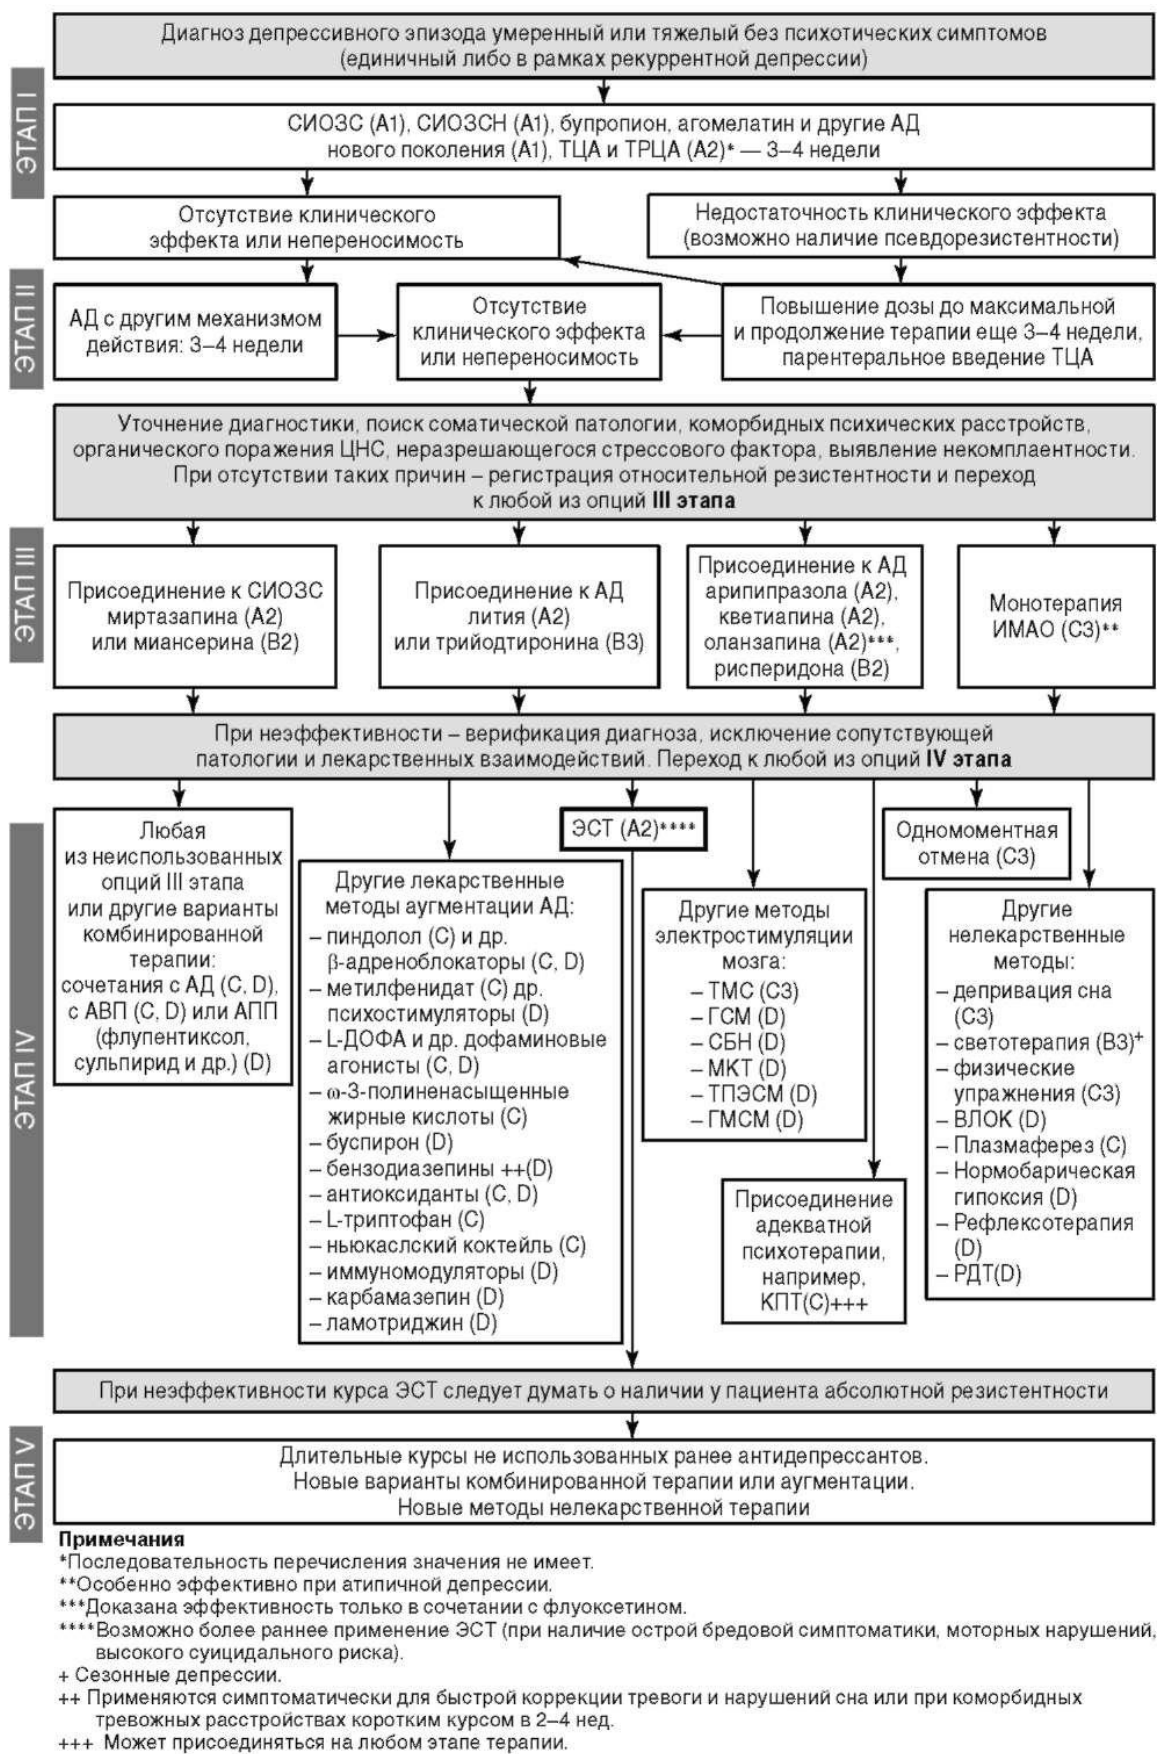 Диагноз депрессивного эпизода умеренный или тяжелый без психотических симптомов
(единичный либо в рамках рекуррентной депрессии)
ЭТАП I
СИОЗС (А1), СИОЗСН (А1), бупропион, агомелатин и другие АД
нового поколения (А1), ТЦА и ТРЦА (А2)* — 3–4 недели
Отсутствие клинического
эффекта или непереносимость
Недостаточность клинического эффекта
(возможно наличие псевдорезистентности)
ЭТАП II
АД с другим механизмом
действия: 3–4 недели
Отсутствие
клинического эффекта
или непереносимость
Повышение дозы до максимальной
и продолжение терапии еще 3–4 недели,
парентеральное введение ТЦА
Уточнение диагностики, поиск соматической патологии, коморбидных психических расстройств,
органического поражения ЦНС, неразрешающегося стрессового фактора, выявление некомплаентности.
При отсутствии таких причин – регистрация относительной резистентности и переход
к любой из опций III этапа
ЭТАП III
Присоединение к СИОЗС
миртазапина (А2)
или миансерина (В2)
Присоединение к АД
лития (А2)
или трийодтиронина (В3)
Присоединение к АД
арипипразола (А2),
кветиапина (А2),
оланзапина (А2)***,
рисперидона (В2)
Монотерапия
ИМАО (С3)**
При неэффективности – верификация диагноза, исключение сопутствующей
патологии и лекарственных взаимодействий. Переход к любой из опций IV этапа
ЭТАП IV
Любая
из неиспользованных
опций III этапа
или другие варианты
комбинированной
терапии:
сочетания с АД (С, D),
с АВП (С, D) или АПП
(флупентиксол,
сульпирид и др.) (D)
Другие лекарственные
методы аугментации АД:
– пиндолол (С) и др.
β-адреноблокаторы (С, D)
– метилфенидат (С) др.
психостимуляторы (D)
– L-ДОФА и др. дофаминовые
агонисты (С, D)
– ω-3-полиненасыщенные
жирные кислоты (С)
– буспирон (D)
– бензодиазепины ++(D)
– антиоксиданты (С, D)
– L-триптофан (С)
– ньюкаслский коктейль (С)
– иммуномодуляторы (D)
– карбамазепин (D)
– ламотриджин (D)
ЭСТ (А2)****
Другие методы
электростимуляции
мозга:
– ТМС (С3)
– ГСМ (D)
– СБН (D)
– МКТ (D)
– ТПЭСМ (D)
– ГМСМ (D)
Присоединение
адекватной
психотерапии,
например,
КПТ(С)+++
Одномоментная
отмена (С3)
Другие
нелекарственные
методы:
– депривация сна
(С3)
– светотерапия (В3)+
– физические
упражнения (С3)
– ВЛОК (D)
– Плазмаферез (С)
– Нормобарическая
гипоксия (D)
– Рефлексотерапия
(D)
– РДТ(D)
При неэффективности курса ЭСТ следует думать о наличии у пациента абсолютной резистентности
ЭТАП V
Длительные курсы не использованных ранее антидепрессантов.
Новые варианты комбинированной терапии или аугментации.
Новые методы нелекарственной терапии
Примечания
*Последовательность перечисления значения не имеет.
**Особенно эффективно при атипичной депрессии.
***Доказана эффективность только в сочетании с флуоксетином.
****Возможно более раннее применение ЭСТ (при наличие острой бредовой симптоматики, моторных нарушений,
высокого суицидального риска).
+ Сезонные депрессии.
++ Применяются симптоматически для быстрой коррекции тревоги и нарушений сна или при коморбидных
тревожных расстройствах коротким курсом в 2–4 нед.
+++ Может присоединяться на любом этапе терапии.